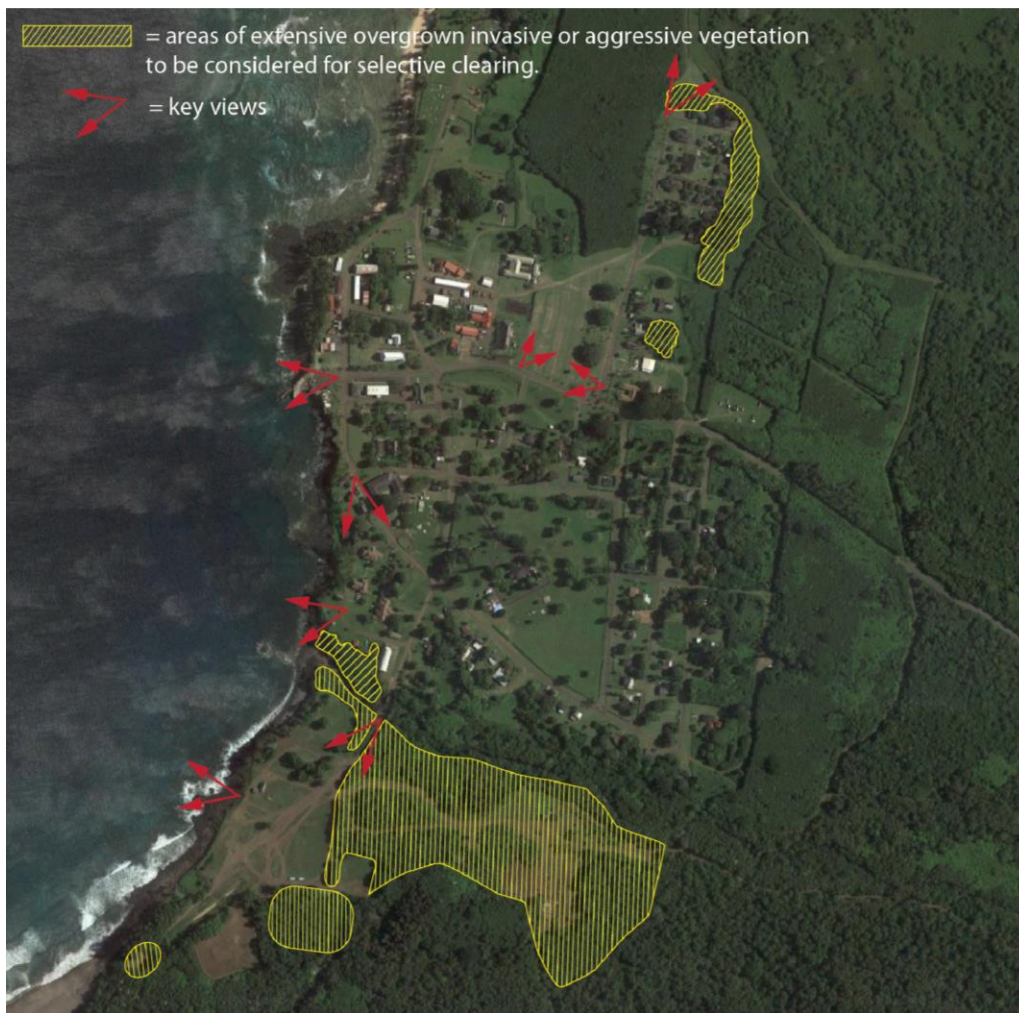 = areas of extensive overgrown invasive or aggressive vegetation
to be considered for selective clearing.
= key views